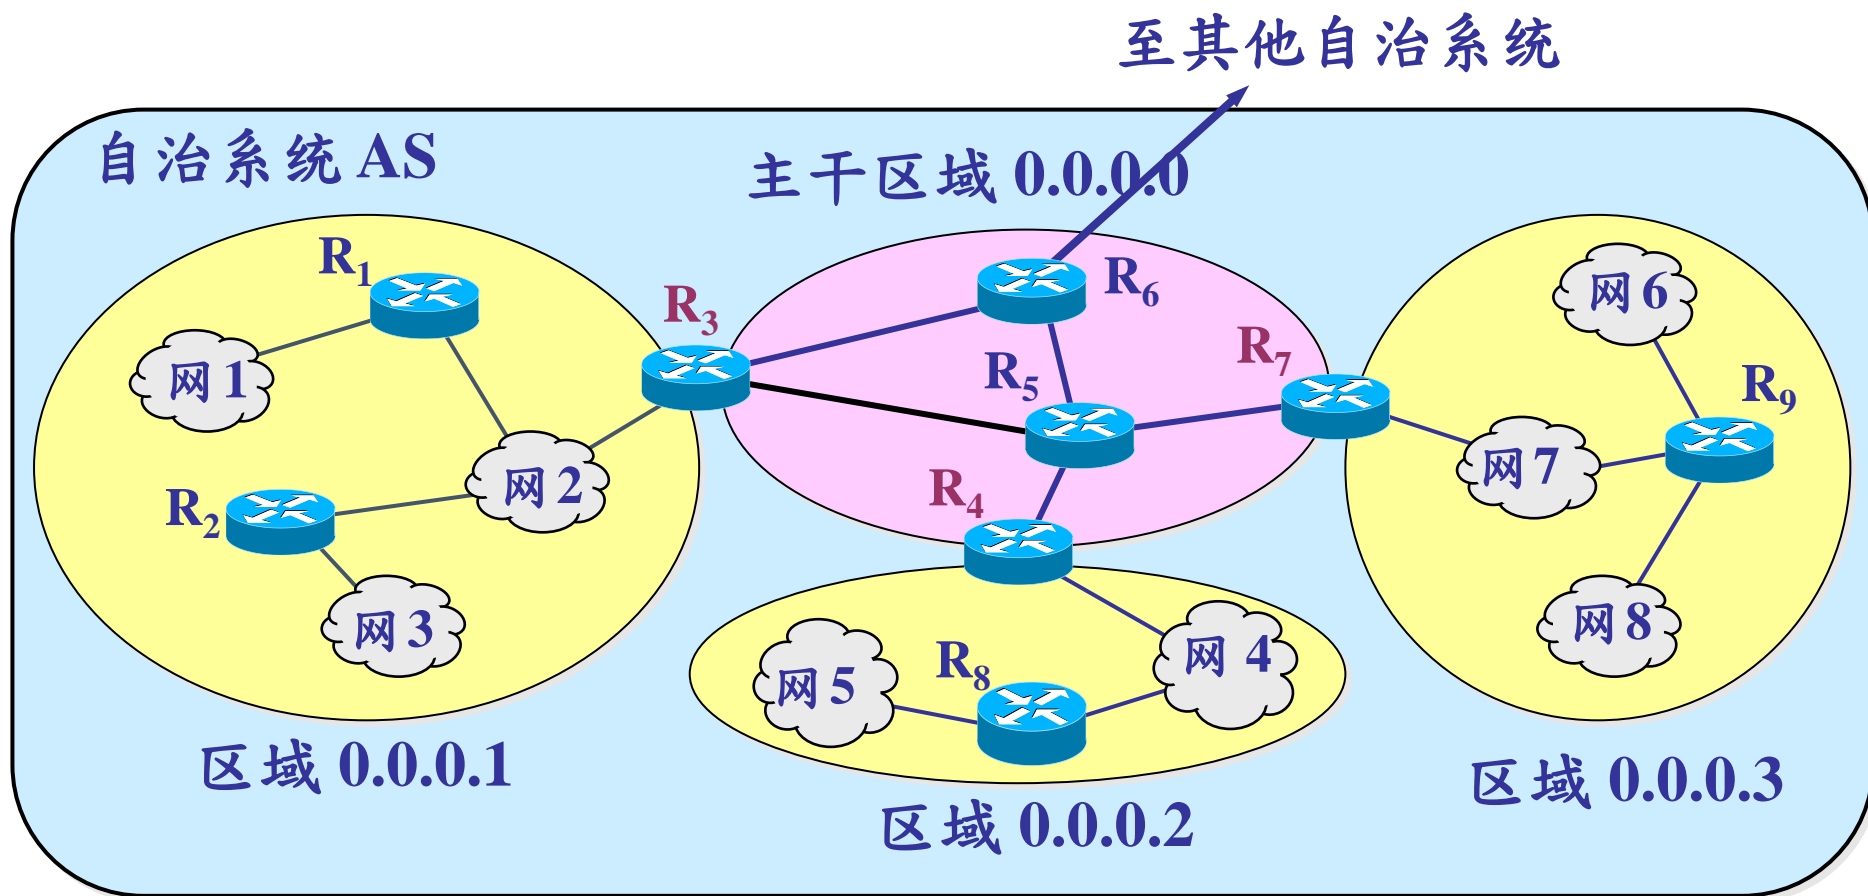 至其他自治系统
自治系统 AS
主干区域 0.0.0.0
R1
R6
网6
R3
R7
网1
R5
R9
网2
网7
R2
R4
网3
网8
网5
R8
网 4
区域 0.0.0.1
区域 0.0.0.2
区域 0.0.0.3